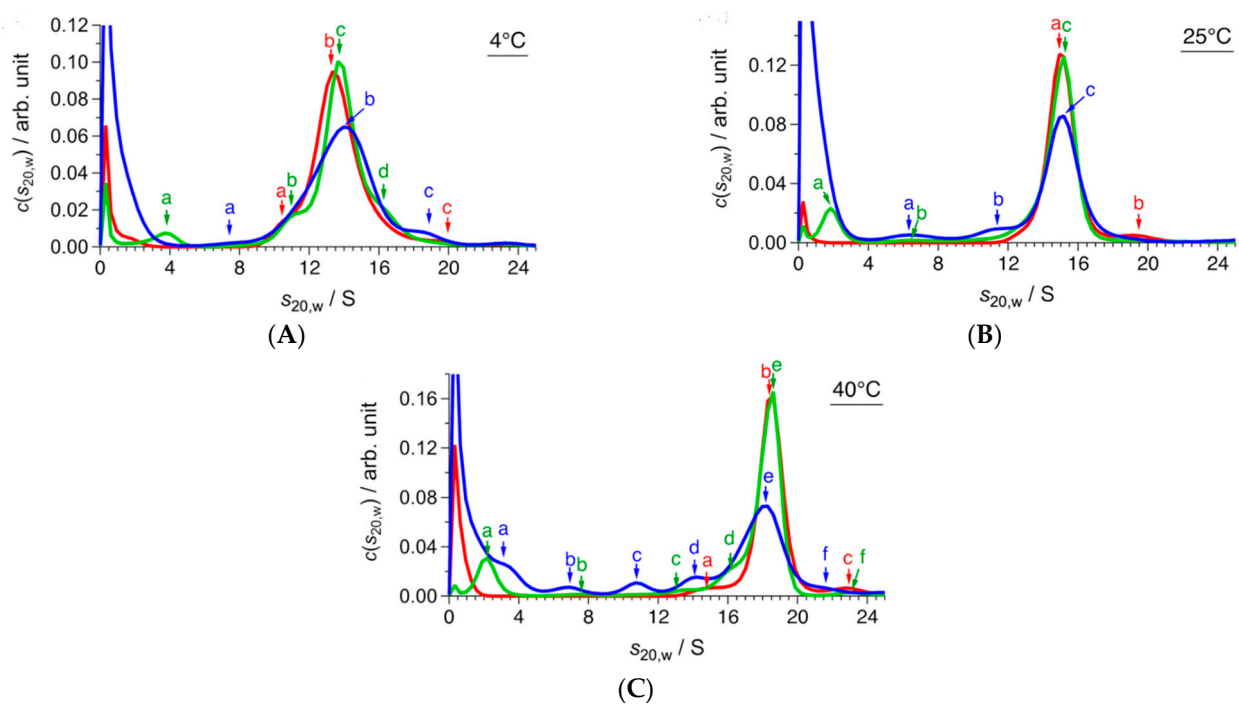 4°C
c(s20,w) / arb. unit
0.12
0.10
0.08
0.06
0.04
0.02
0.00
b c
b
a
a
a b
d
c
c
0 4 8 12 16 20 24
s20,w / S
(A)
25°C
c(s20,w) / arb. unit
0.12
0.08
0.04
0.00
a c
c
a
a b
b
b
0 4 8 12 16 20 24
s20,w / S
(B)
40°C
c(s20,w) / arb. unit
0.16
0.12
0.08
0.04
0.00
b e
e
a a
b b
c
c d a d
f c f
0 4 8 12 16 20 24
s20,w / S
(C)